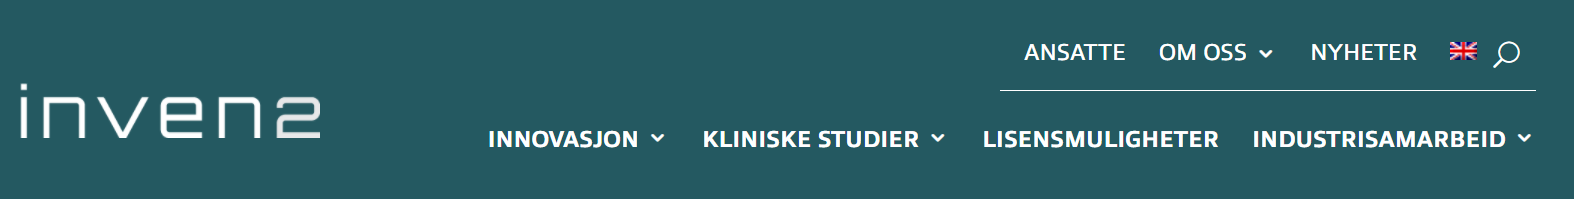 ANSATTE OM OSS NYHETER
inven2
INNOVASJON KLINISKE STUDIER LISENSMULIGHETER INDUSTRISAMARBEID